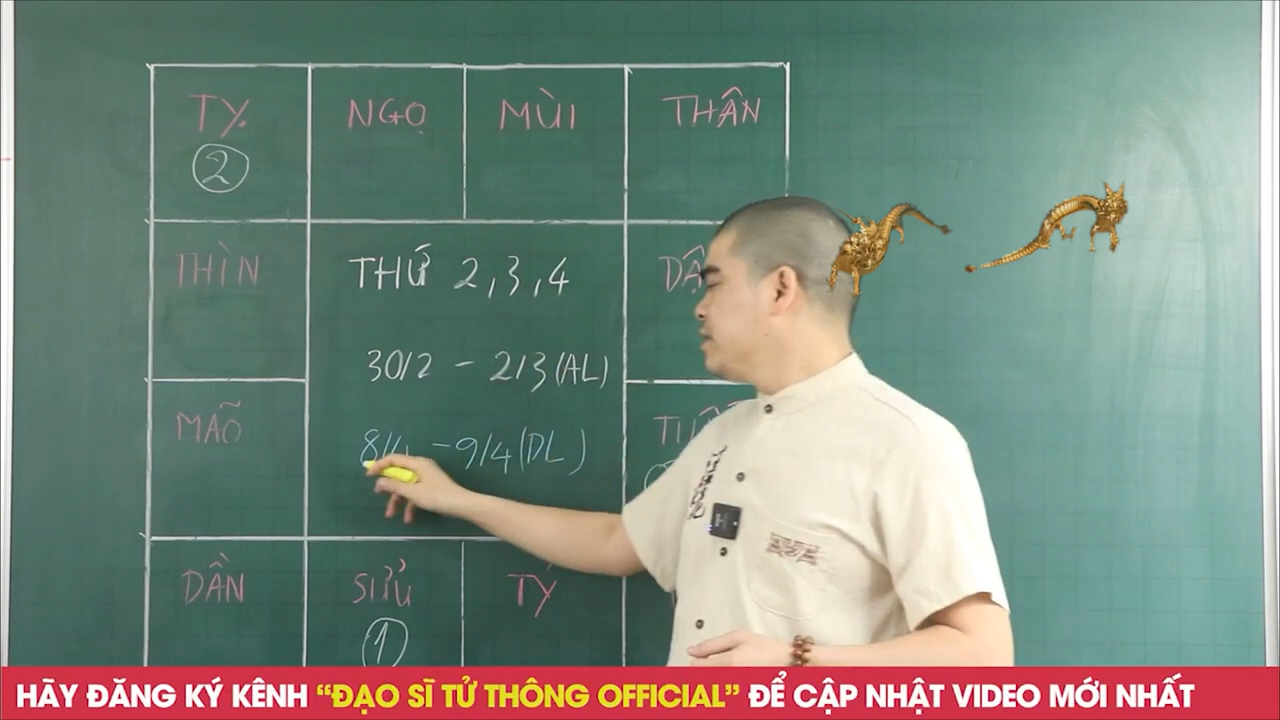 TỴ
NGỌ
MÙI
THÂN
2
THÌN
THỨ 2,3,4
30/2 - 2/3 (AL)
MÃO
8/4 - 9/4 (DL)
DẦN
SỬU
TÝ
1
HÃY ĐĂNG KÝ KÊNH “ĐẠO SĨ TỬ THÔNG OFFICIAL” ĐỂ CẬP NHẬT VIDEO MỚI NHẤT